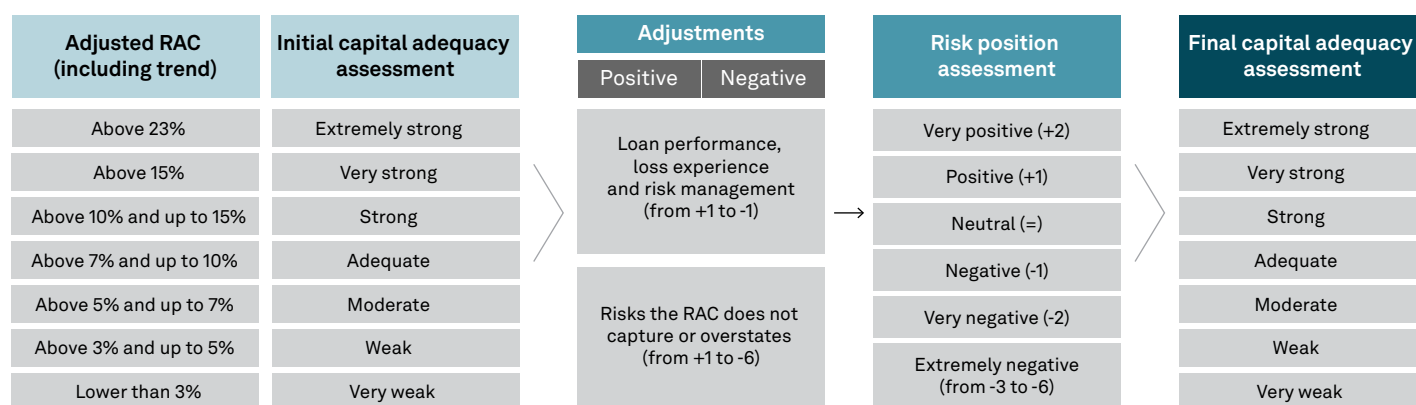 Adjusted RAC
(including trend)
Initial capital adequacy
assessment
Adjustments
Positive
Negative
Risk position
assessment
Final capital adequacy
assessment
Above 23%
Extremely strong
Above 15%
Very strong
Above 10% and up to 15%
Strong
Above 7% and up to 10%
Adequate
Above 5% and up to 7%
Moderate
Above 3% and up to 5%
Weak
Lower than 3%
Very weak
Loan performance,
loss experience
and risk management
(from +1 to -1)
Risks the RAC does not
capture or overstates
(from +1 to -6)
Very positive (+2)
Positive (+1)
Neutral (=)
Negative (-1)
Very negative (-2)
Extremely negative
(from -3 to -6)
Extremely strong
Very strong
Strong
Adequate
Moderate
Weak
Very weak